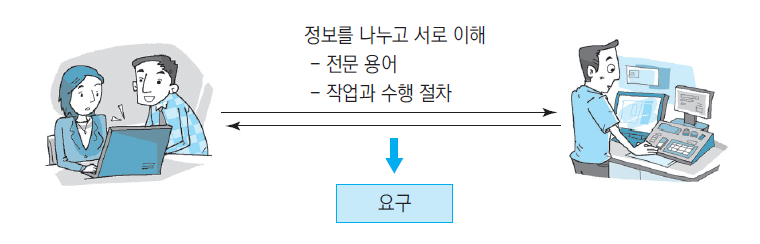 정보를 나누고 서로 이해
– 전문 용어
– 작업과 수행 절차
요구